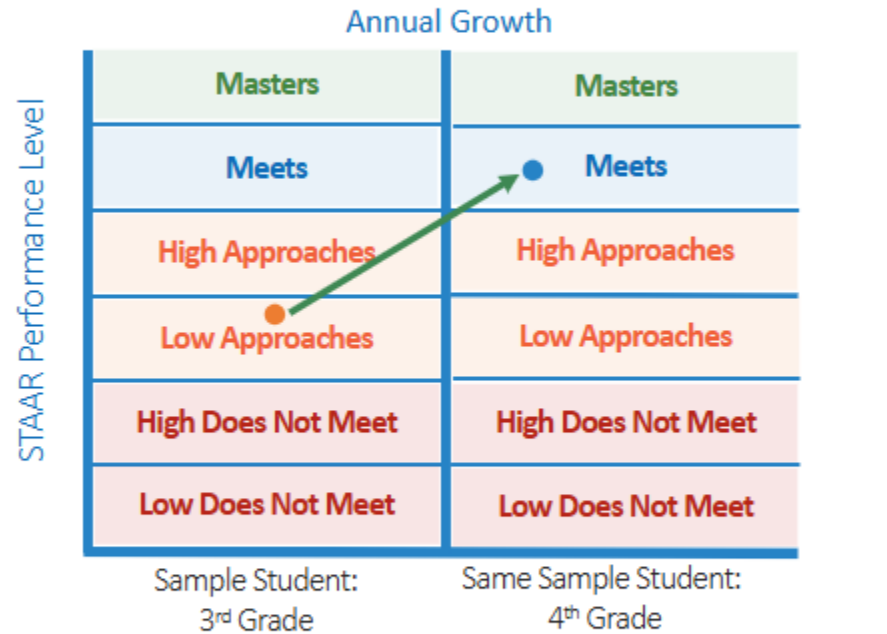 Annual Growth
STAAR Performance Level
Masters
Meets
High Approaches
Low Approaches
High Does Not Meet
Low Does Not Meet
Masters
Meets
High Approaches
Low Approaches
High Does Not Meet
Low Does Not Meet
Sample Student:
3rd Grade
Same Sample Student:
4th Grade